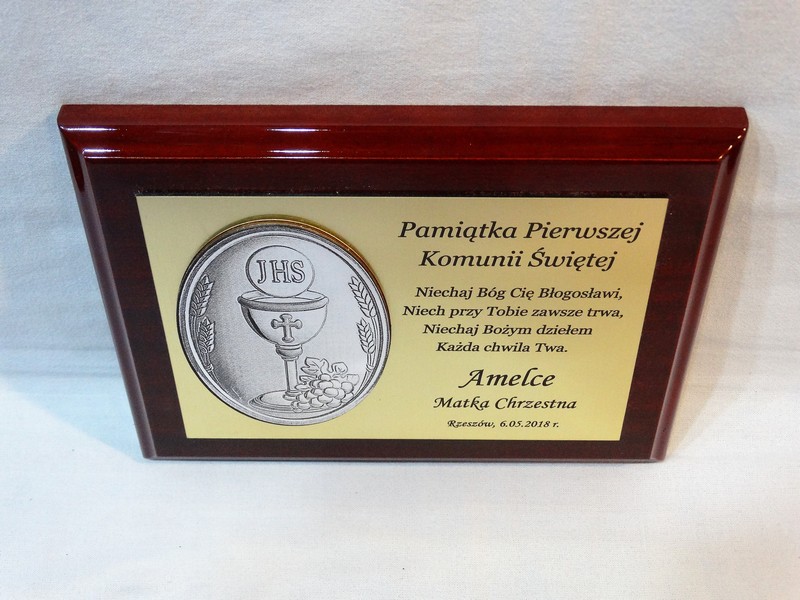 JHS
Pamiątka Pierwszej
Komunii Świętej
Niechaj Bóg Cię Błogosławi,
Niech przy Tobie zawsze trwa,
Niechaj Bożym dziełem
Każda chwila Twa.
Amelce
Matka Chrzestna
Rzeszów, 6.05.2018 r.